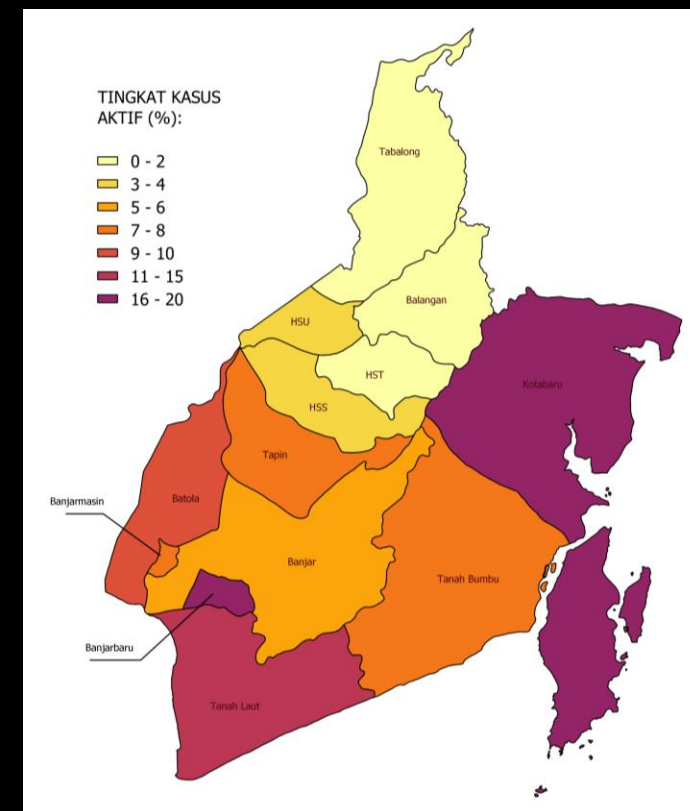 TINGKAT KASUS
AKTIF (%):
0 - 2
3 - 4
5 - 6
7 - 8
9 - 10
11 - 15
16 - 20
Tabalong
Balangan
HSU
HST
Kotabaru
HSS
Tapin
Banjarmasin
Batola
Banjar
Tanah Bumbu
Banjarbaru
Tanah Laut